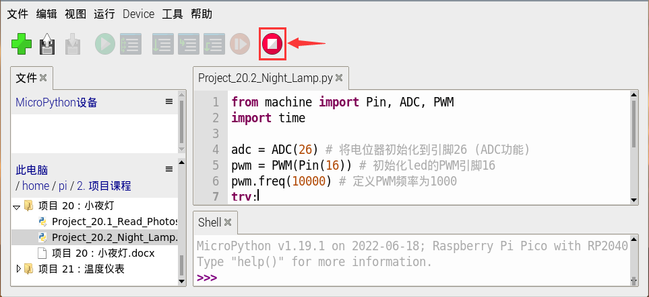 文件 编辑 视图 运行 Device 工具 帮助
文件
MicroPython设备
此电脑
/ home / pi / 2. 项目课程
项目 20：小夜灯
Project_20.1_Read_Photos
Project_20.2_Night_Lamp.
项目 20：小夜灯.docx
项目 21：温度仪表
Project_20.2_Night_Lamp.py
1 from machine import Pin, ADC, PWM
2 import time
3
4 adc = ADC(26) # 将电位器初始化到引脚26 (ADC功能)
5 pwm = PWM(Pin(16)) # 初始化led的PWM引脚16
6 pwm.freq(10000) # 定义PWM频率为1000
7 try:
Shell
MicroPython v1.19.1 on 2022-06-18; Raspberry Pi Pico with RP2040
Type "help()" for more information.
>>>